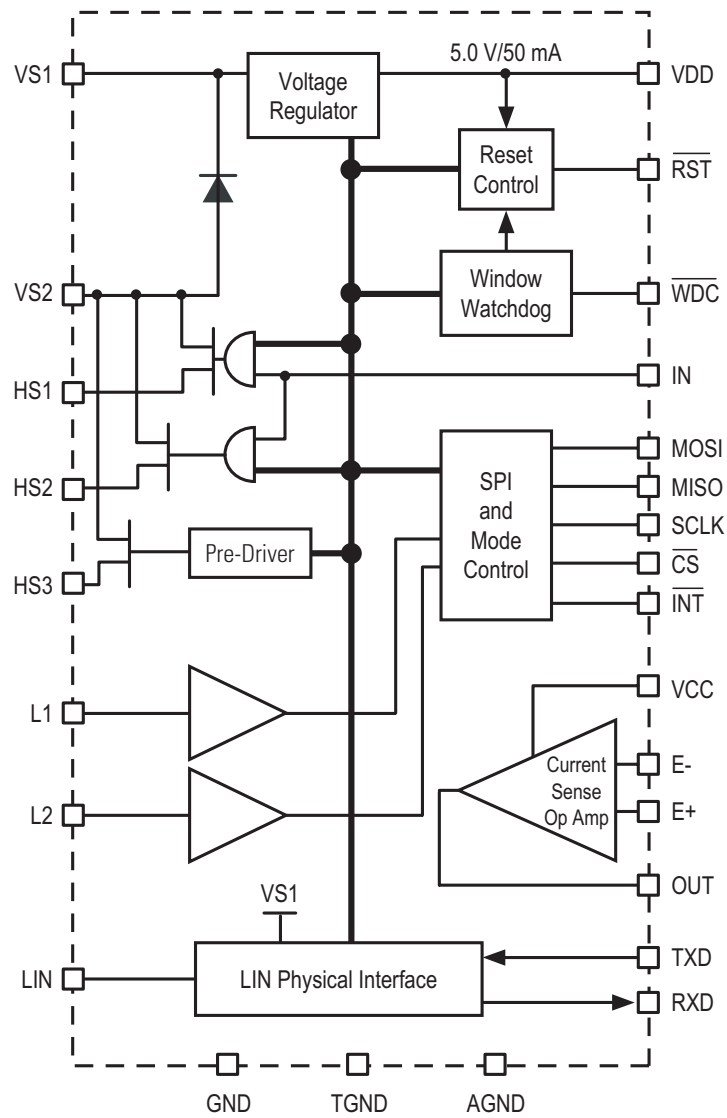 5.0 V/50 mA
VS1
Voltage
Regulator
VDD
Reset
Control
RST
VS2
Window
Watchdog
WDC
HS1
IN
HS2
SPI
and
Mode
Control
MOSI
MISO
SCLK
CS
INT
HS3
Pre-Driver
L1
VCC
L2
Current
Sense
Op Amp
E-
E+
OUT
VS1
LIN
LIN Physical Interface
TXD
RXD
GND
TGND
AGND